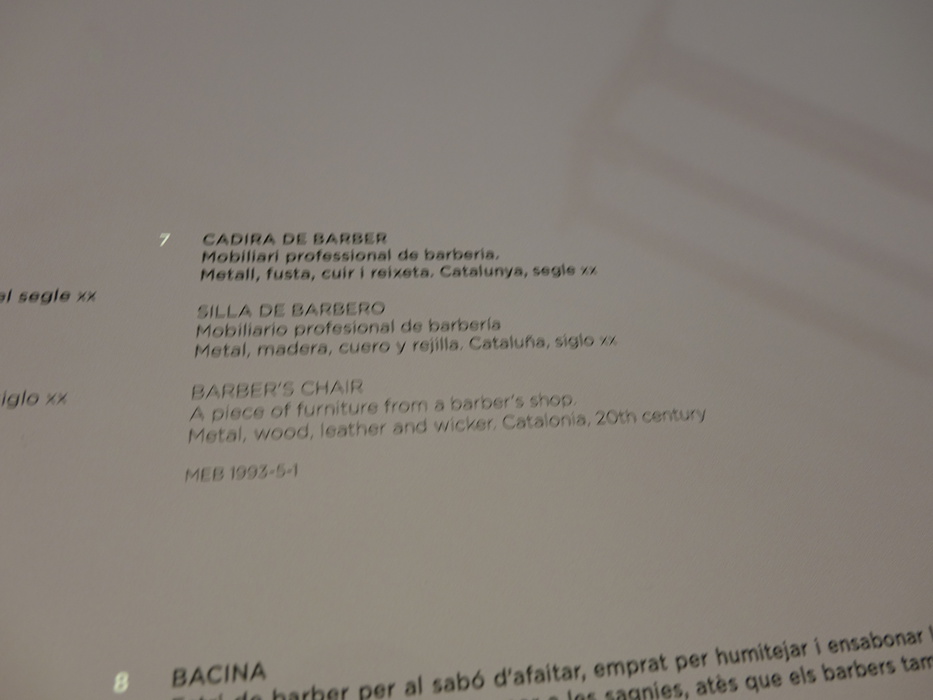 el segle xx
siglo xx
7 CADIRA DE BARBER
Mobiliari professional de barberia.
Metall, fusta, cuir i reixeta. Catalunya, segle xx
SILLA DE BARBERO
Mobiliario profesional de barbería
Metal, madera, cuero y rejilla. Cataluña, siglo xx
BARBER'S CHAIR
A piece of furniture from a barber's shop.
Metal, wood, leather and wicker. Catalonia, 20th century
MEB 1993-5-1
8 BACINA
de barber per al sabó d'afaitar, emprat per humitejar i ensabonar
a les sagnies, atès que els barbers